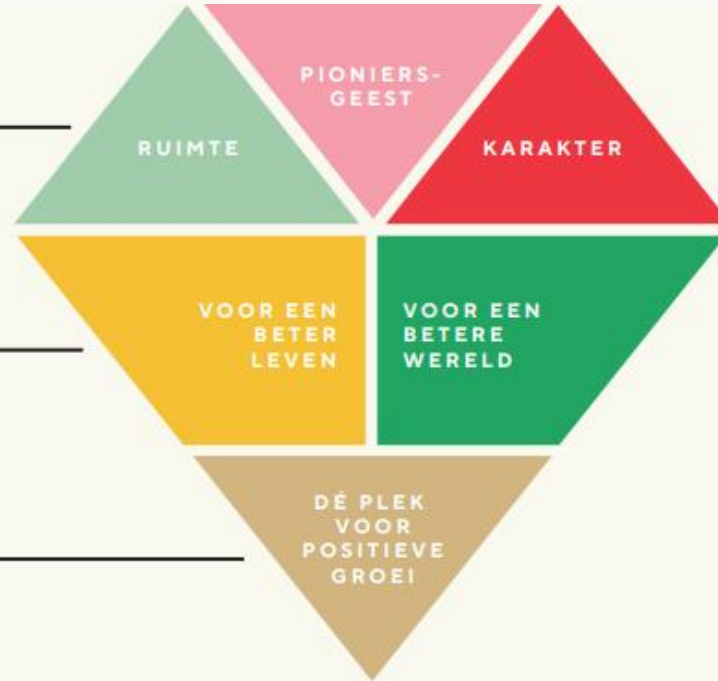 PIONIERS-
GEEST
RUIMTE
KARAKTER
VOOR EEN
BETER
LEVEN
VOOR EEN
BETERE
WERELD
DÉ PLEK
VOOR
POSITIEVE
GROEI